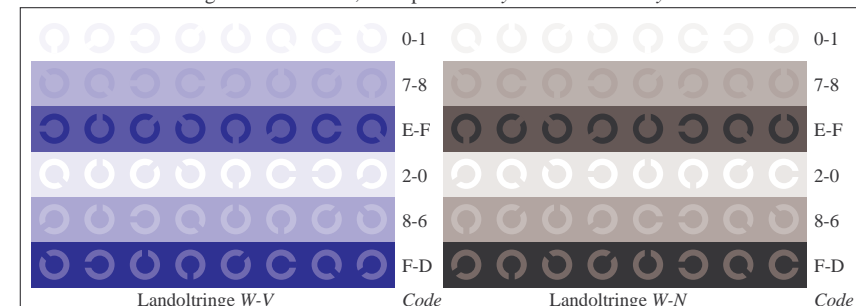 0-1 0-1
7-8 7-8
E-F E-F
2-0 2-0
8-6 8-6
F-D F-D
Landoltringe W-V Code Landoltringe W-N Code